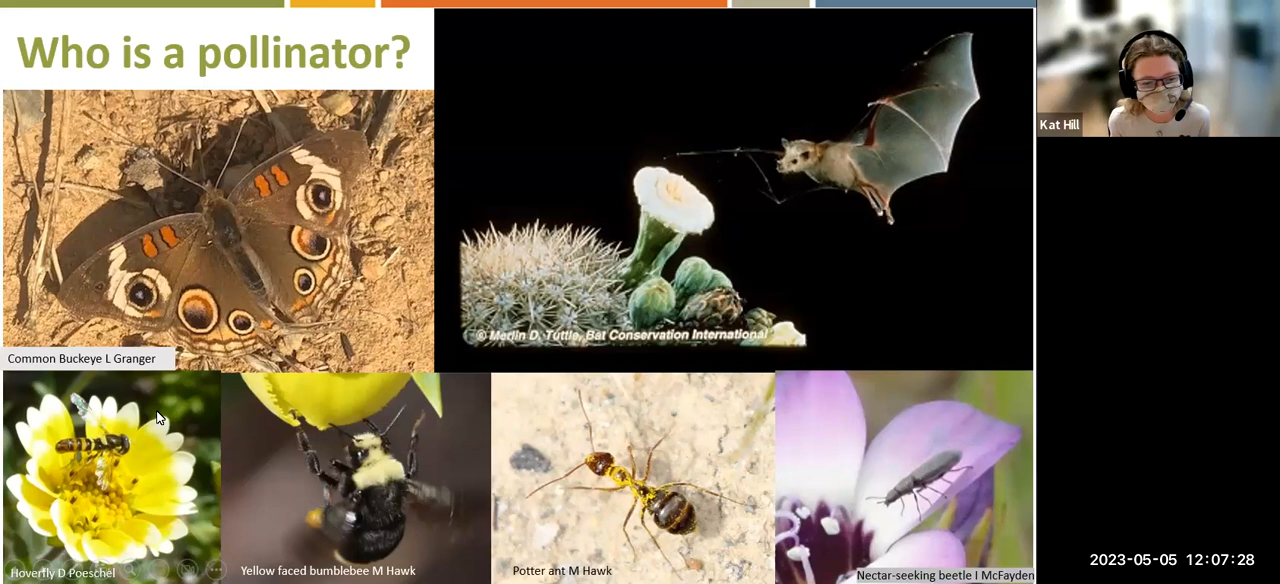 Who is a pollinator?
Kat Hill
© Merlin D. Tuttle, Bat Conservation International
Common Buckeye L Granger
Hoverfly D Poeschel
Yellow faced bumblebee M Hawk
Potter ant M Hawk
Nectar-seeking beetle I McFayden
2023-05-05 12:07:28